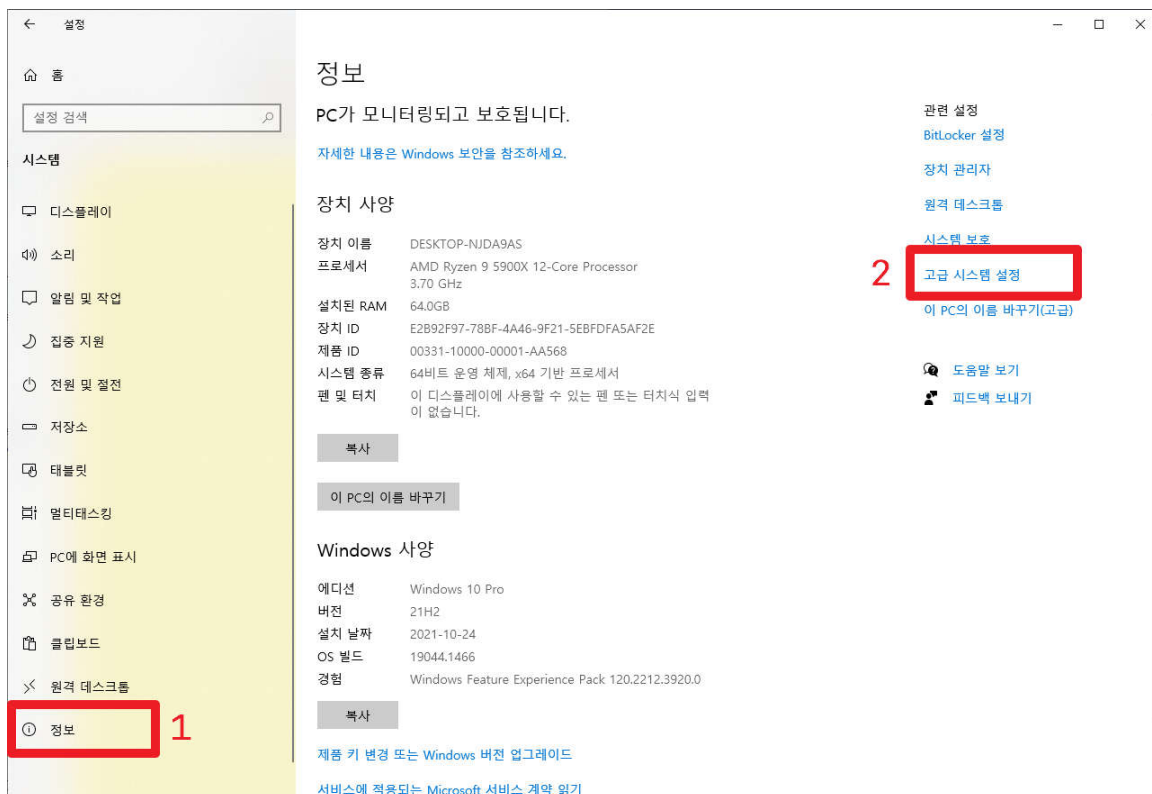 설정
홈
설정 검색
시스템
디스플레이
소리
알림 및 작업
집중 지원
전원 및 절전
저장소
태블릿
멀티태스킹
PC에 화면 표시
공유 환경
클립보드
원격 데스크톱
정보
1
정보
PC가 모니터링되고 보호됩니다.
자세한 내용은 Windows 보안을 참조하세요.
장치 사양
장치 이름 DESKTOP-NJDA9AS
프로세서 AMD Ryzen 9 5900X 12-Core Processor
3.70 GHz
설치된 RAM 64.0GB
장치 ID E2B92F97-78BF-4A46-9F21-5EBFDFA5AF2E
제품 ID 00331-10000-00001-AA568
시스템 종류 64비트 운영 체제, x64 기반 프로세서
펜 및 터치 이 디스플레이에 사용할 수 있는 펜 또는 터치식 입력
이 없습니다.
복사
이 PC의 이름 바꾸기
Windows 사양
에디션 Windows 10 Pro
버전 21H2
설치 날짜 2021-10-24
OS 빌드 19044.1466
경험 Windows Feature Experience Pack 120.2212.3920.0
복사
제품 키 변경 또는 Windows 버전 업그레이드
서비스에 적용되는 Microsoft 서비스 계약 읽기
관련 설정
BitLocker 설정
장치 관리자
원격 데스크톱
시스템 보호
2
고급 시스템 설정
이 PC의 이름 바꾸기(고급)
도움말 보기
피드백 보내기